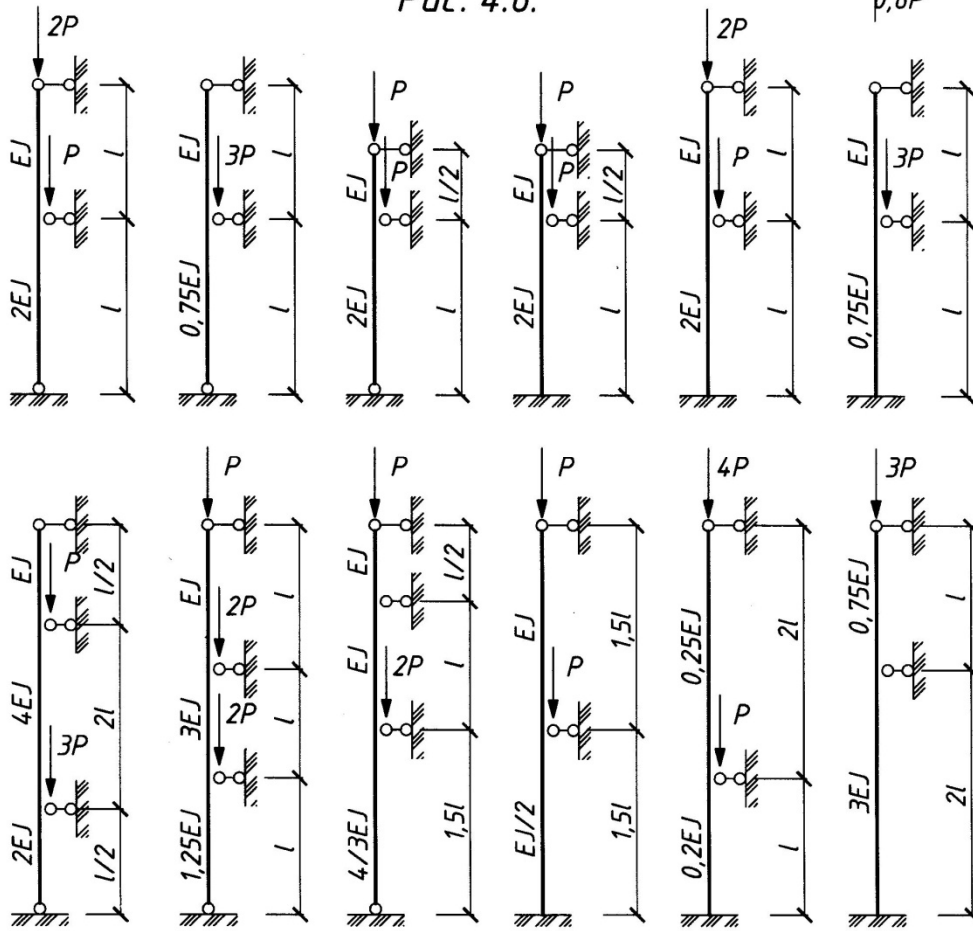 Рис. 4.6.
2P
EJ
P
l
2EJ
l
EJ
3P
l
0,75EJ
l
P
EJ
P
l/2
2EJ
l
P
EJ
P
l/2
2EJ
l
2P
EJ
P
l
2EJ
l
EJ
3P
l
0,75EJ
l
EJ
P
l/2
4EJ
2l
3P
2EJ
l/2
P
EJ
l
2P
3EJ
l
2P
1,25EJ
l
P
EJ
l/2
EJ
l
2P
4/3EJ
1,5l
P
EJ
1,5l
P
EJ/2
1,5l
4P
0,25EJ
2l
P
0,2EJ
l
3P
0,75EJ
l
3EJ
2l